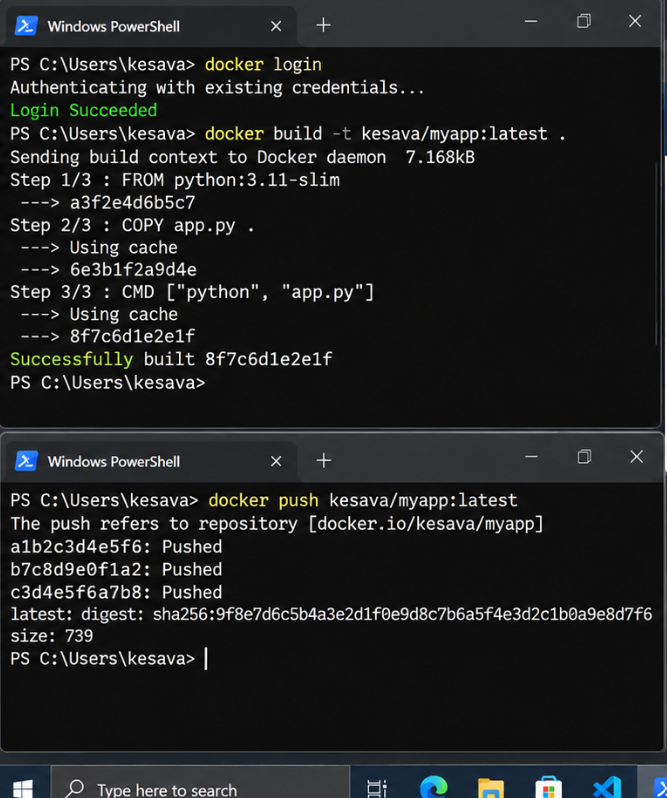 Windows PowerShell
PS C:\Users\kesava> docker login
Authenticating with existing credentials...
Login Succeeded
PS C:\Users\kesava> docker build -t kesava/myapp:latest .
Sending build context to Docker daemon  7.168kB
Step 1/3 : FROM python:3.11-slim
 ---> a3f2e4d6b5c7
Step 2/3 : COPY app.py .
 ---> Using cache
 ---> 6e3b1f2a9d4e
Step 3/3 : CMD ["python", "app.py"]
 ---> Using cache
 ---> 8f7c6d1e2e1f
Successfully built 8f7c6d1e2e1f
PS C:\Users\kesava>
Windows PowerShell
PS C:\Users\kesava> docker push kesava/myapp:latest
The push refers to repository [docker.io/kesava/myapp]
a1b2c3d4e5f6: Pushed
b7c8d9e0f1a2: Pushed
c3d4e5f6a7b8: Pushed
latest: digest: sha256:9f8e7d6c5b4a3e2d1f0e9d8c7b6a5f4e3d2c1b0a9e8d7f6
size: 739
PS C:\Users\kesava>
Type here to search